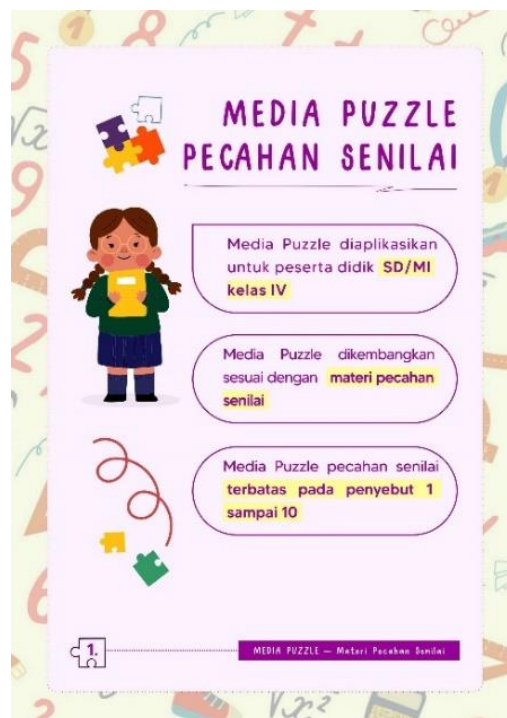 MEDIA PUZZLE
PECAHAN SENILAI
Media Puzzle diaplikasikan
untuk peserta didik SD/MI
kelas IV
Media Puzzle dikembangkan
sesuai dengan materi pecahan
senilai
Media Puzzle pecahan senilai
terbatas pada penyebut 1
sampai 10
1.
MEDIA PUZZLE – Materi Pecahan Senilai